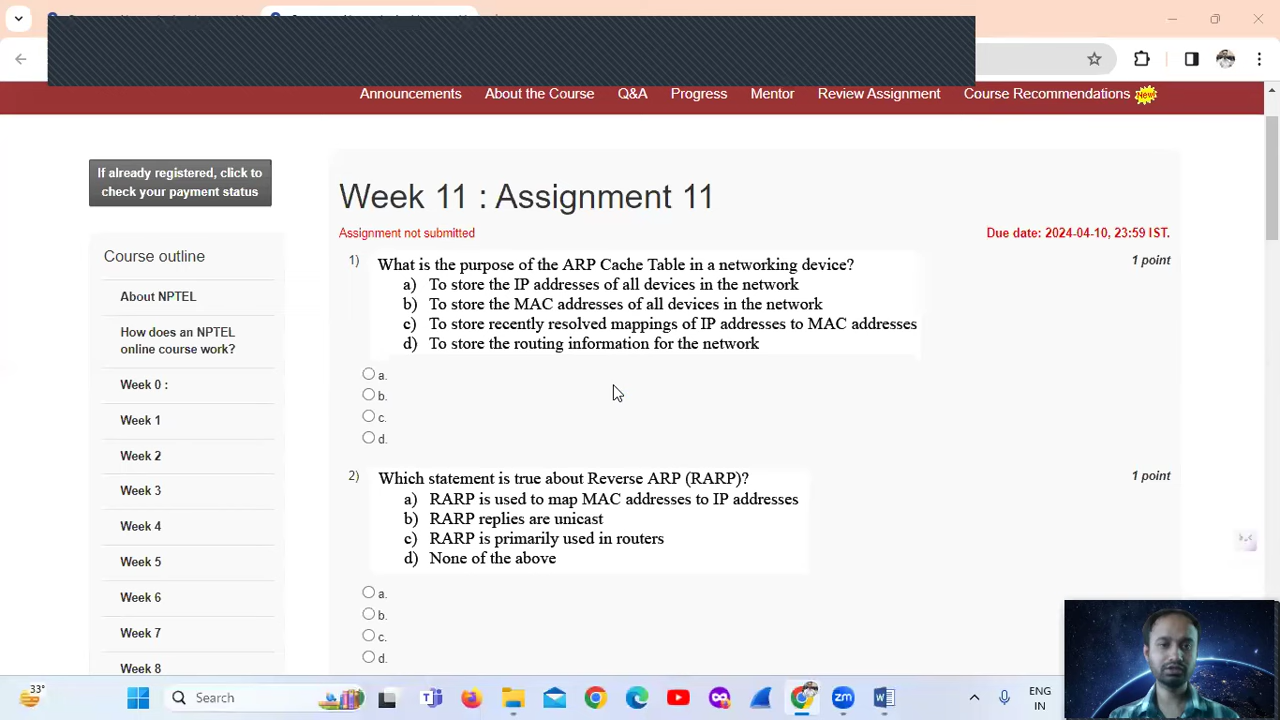 Announcements About the Course Q&A Progress Mentor Review Assignment Course Recommendations New!
If already registered, click to
check your payment status
Course outline
About NPTEL
How does an NPTEL
online course work?
Week 0 :
Week 1
Week 2
Week 3
Week 4
Week 5
Week 6
Week 7
Week 8
Week 11 : Assignment 11
Assignment not submitted Due date: 2024-04-10, 23:59 IST.
1) What is the purpose of the ARP Cache Table in a networking device? 1 point
a) To store the IP addresses of all devices in the network
b) To store the MAC addresses of all devices in the network
c) To store recently resolved mappings of IP addresses to MAC addresses
d) To store the routing information for the network
a.
b.
c.
d.
2) Which statement is true about Reverse ARP (RARP)? 1 point
a) RARP is used to map MAC addresses to IP addresses
b) RARP replies are unicast
c) RARP is primarily used in routers
d) None of the above
a.
b.
c.
d.
33°
Search
ENG
IN